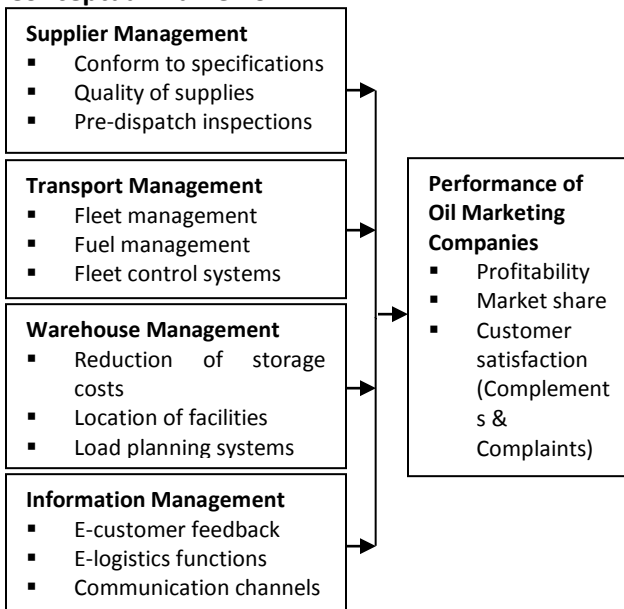 Supplier Management
▪ Conform to specifications
▪ Quality of supplies
▪ Pre-dispatch inspections
Transport Management
▪ Fleet management
▪ Fuel management
▪ Fleet control systems
Warehouse Management
▪ Reduction of storage
costs
▪ Location of facilities
▪ Load planning systems
Information Management
▪ E-customer feedback
▪ E-logistics functions
▪ Communication channels
Performance of
Oil Marketing
Companies
▪ Profitability
▪ Market share
▪ Customer
satisfaction
(Complement
s &
Complaints)